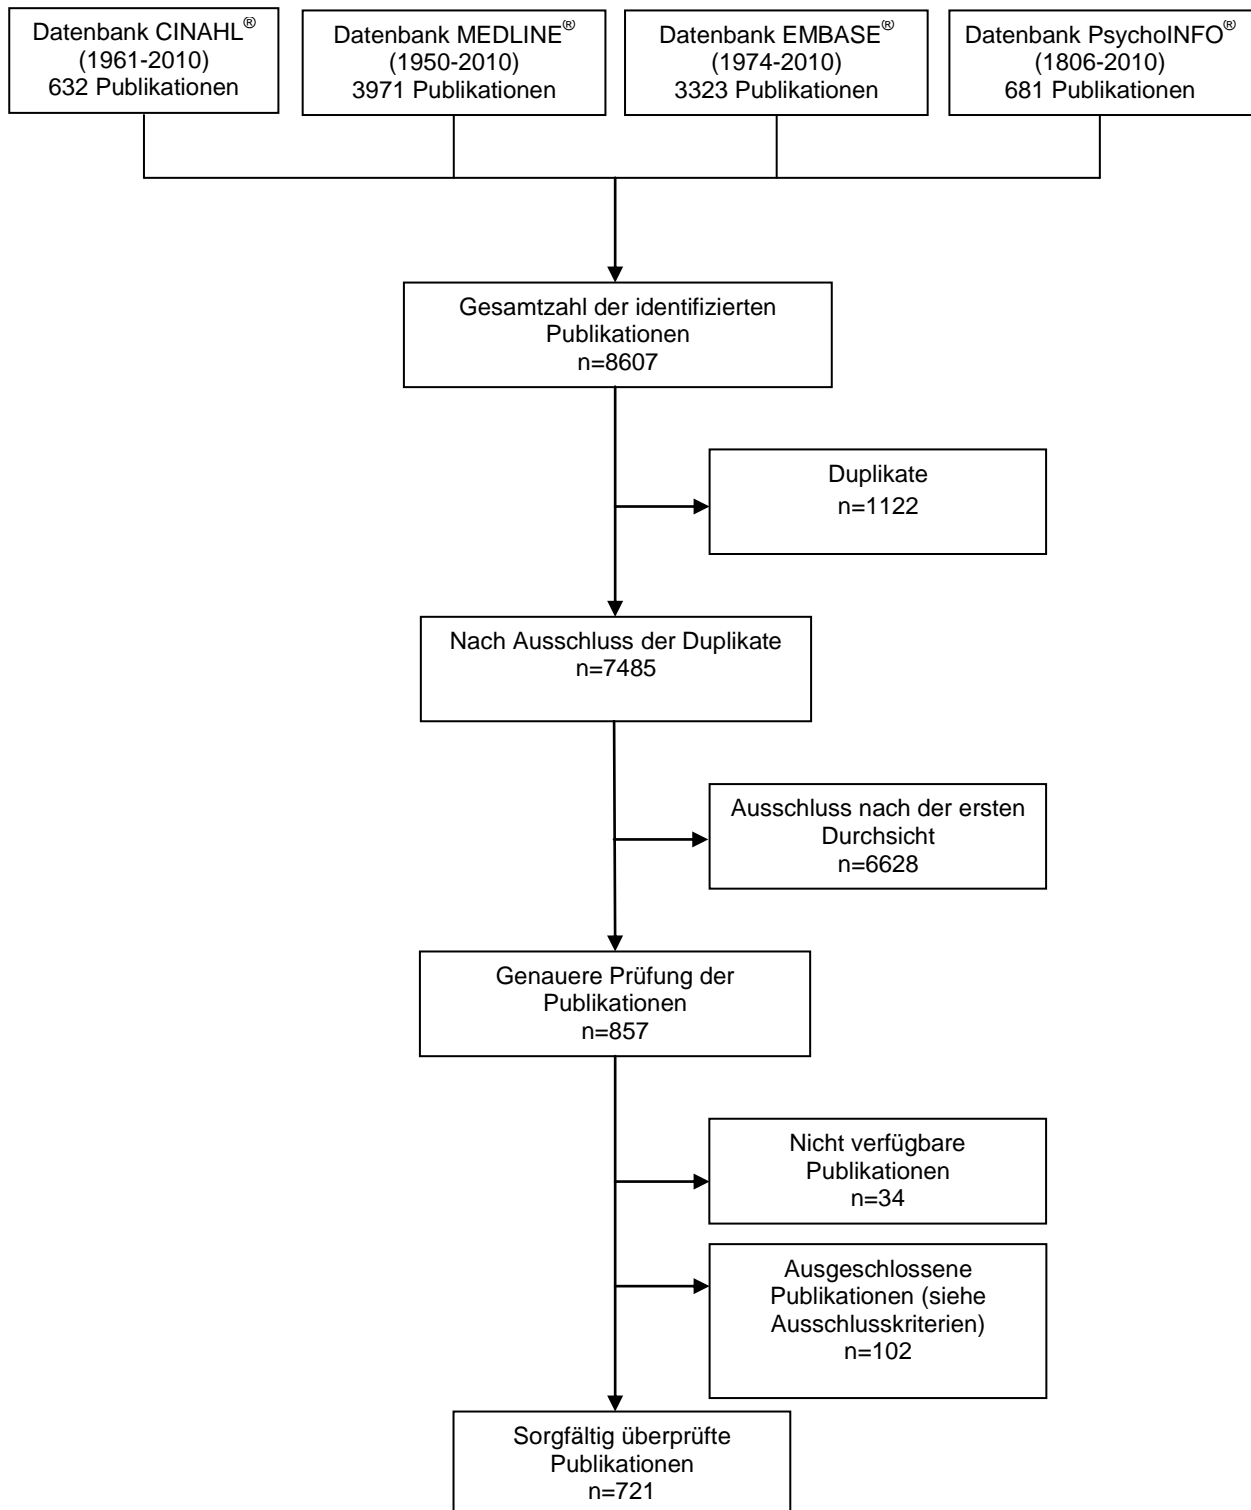 Datenbank CINAHL®
(1961-2010)
632 Publikationen
Datenbank MEDLINE®
(1950-2010)
3971 Publikationen
Datenbank EMBASE®
(1974-2010)
3323 Publikationen
Datenbank PsychoINFO®
(1806-2010)
681 Publikationen
Gesamtzahl der identifizierten
Publikationen
n=8607
Duplikate
n=1122
Nach Ausschluss der Duplikate
n=7485
Ausschluss nach der ersten
Durchsicht
n=6628
Genauere Prüfung der
Publikationen
n=857
Nicht verfügbare
Publikationen
n=34
Ausgeschlossene
Publikationen (siehe
Ausschlusskriterien)
n=102
Sorgfältig überprüfte
Publikationen
n=721